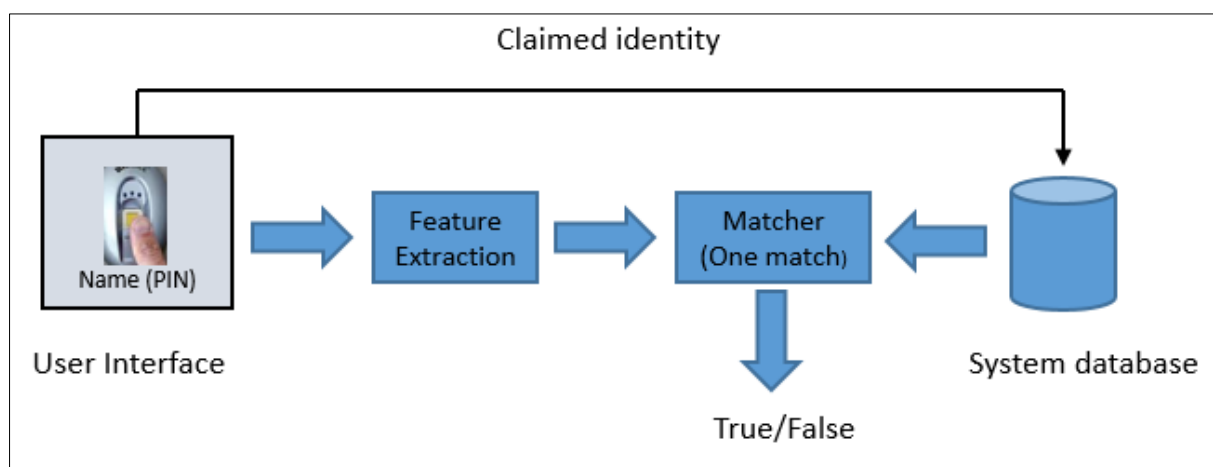 Claimed identity
Name (PIN)
Feature
Extraction
Matcher
(One match)
User Interface
System database
True/False